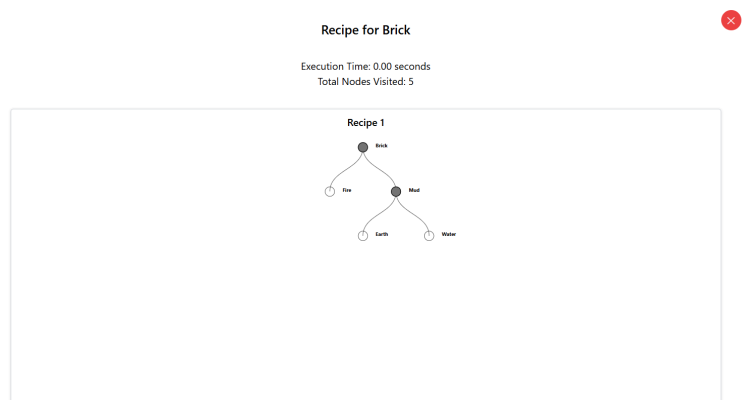 Recipe for Brick
Execution Time: 0.00 seconds
Total Nodes Visited: 5
Recipe 1
Brick
Fire
Mud
Earth
Water